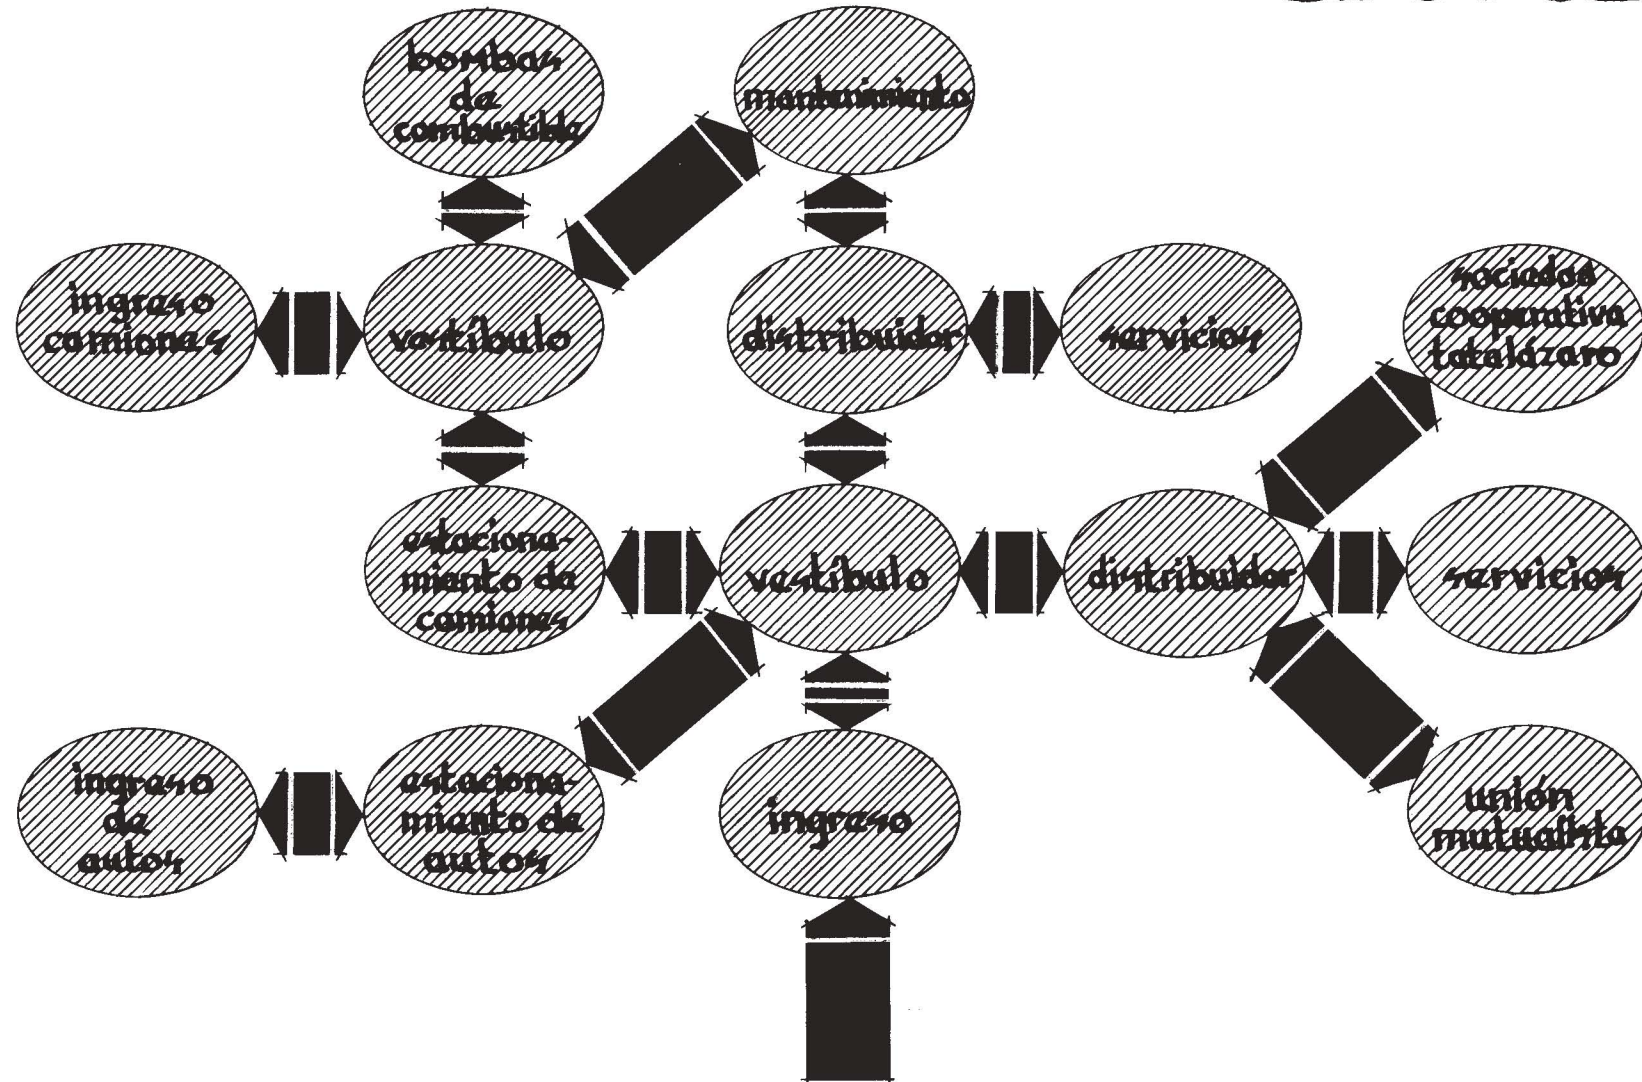 bombas
de
combustible
mantenimiento
ingreso
camiones
vestíbulo
distribuidor
servicios
sociedad
cooperativa
tatalázaro
estaciona-
miento de
camiones
vestíbulo
distribuidor
servicios
ingreso
de
autos
estaciona-
miento de
autos
ingreso
unión
mutualista